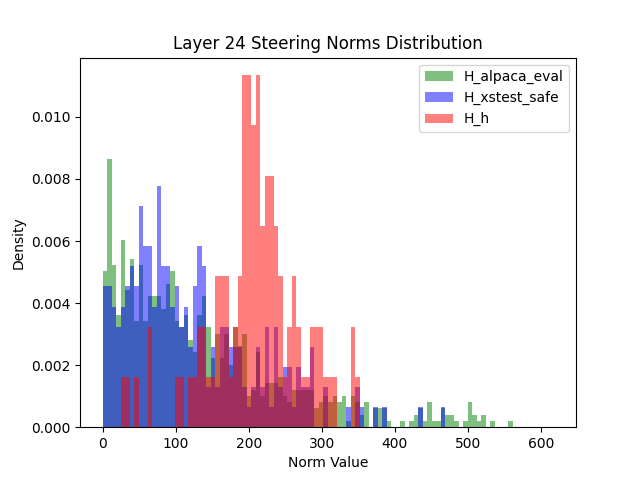 Layer 24 Steering Norms Distribution
H_alpaca_eval
H_xstest_safe
H_h
0.010
0.008
0.006
0.004
0.002
0.000
Density
0 100 200 300 400 500 600
Norm Value